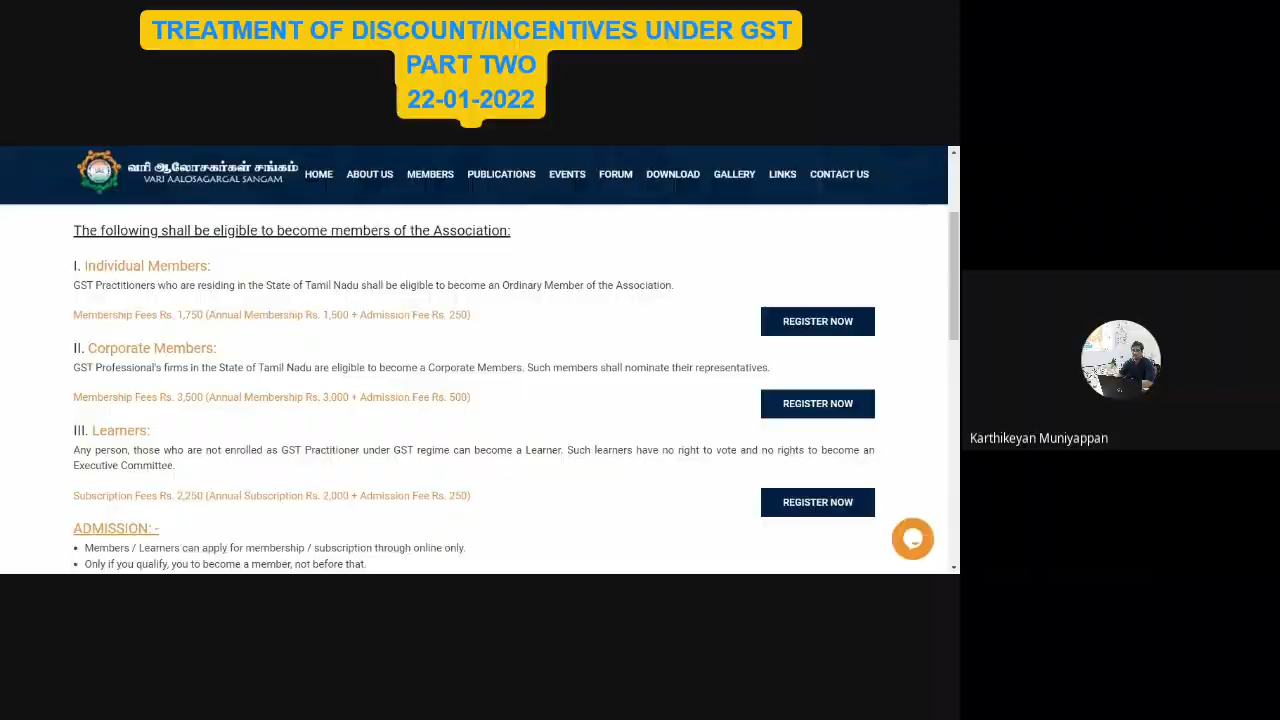 TREATMENT OF DISCOUNT/INCENTIVES UNDER GST
PART TWO
22-01-2022
வரி ஆலோசகர்கள் சங்கம்
VARI AALOSAGARGAL SANGAM
HOME ABOUT US MEMBERS PUBLICATIONS EVENTS FORUM DOWNLOAD GALLERY LINKS CONTACT US
The following shall be eligible to become members of the Association:
I. Individual Members:
GST Practitioners who are residing in the State of Tamil Nadu shall be eligible to become an Ordinary Member of the Association.
Membership Fees Rs. 1,750 (Annual Membership Rs. 1,500 + Admission Fee Rs. 250)
REGISTER NOW
II. Corporate Members:
GST Professional's firms in the State of Tamil Nadu are eligible to become a Corporate Members. Such members shall nominate their representatives.
Membership Fees Rs. 3,500 (Annual Membership Rs. 3,000 + Admission Fee Rs. 500)
REGISTER NOW
III. Learners:
Any person, those who are not enrolled as GST Practitioner under GST regime can become a Learner. Such learners have no right to vote and no rights to become an
Executive Committee.
Subscription Fees Rs. 2,250 (Annual Subscription Rs. 2,000 + Admission Fee Rs. 250)
REGISTER NOW
ADMISSION: -
• Members / Learners can apply for membership / subscription through online only.
• Only if you qualify, you to become a member, not before that.
Karthikeyan Muniyappan